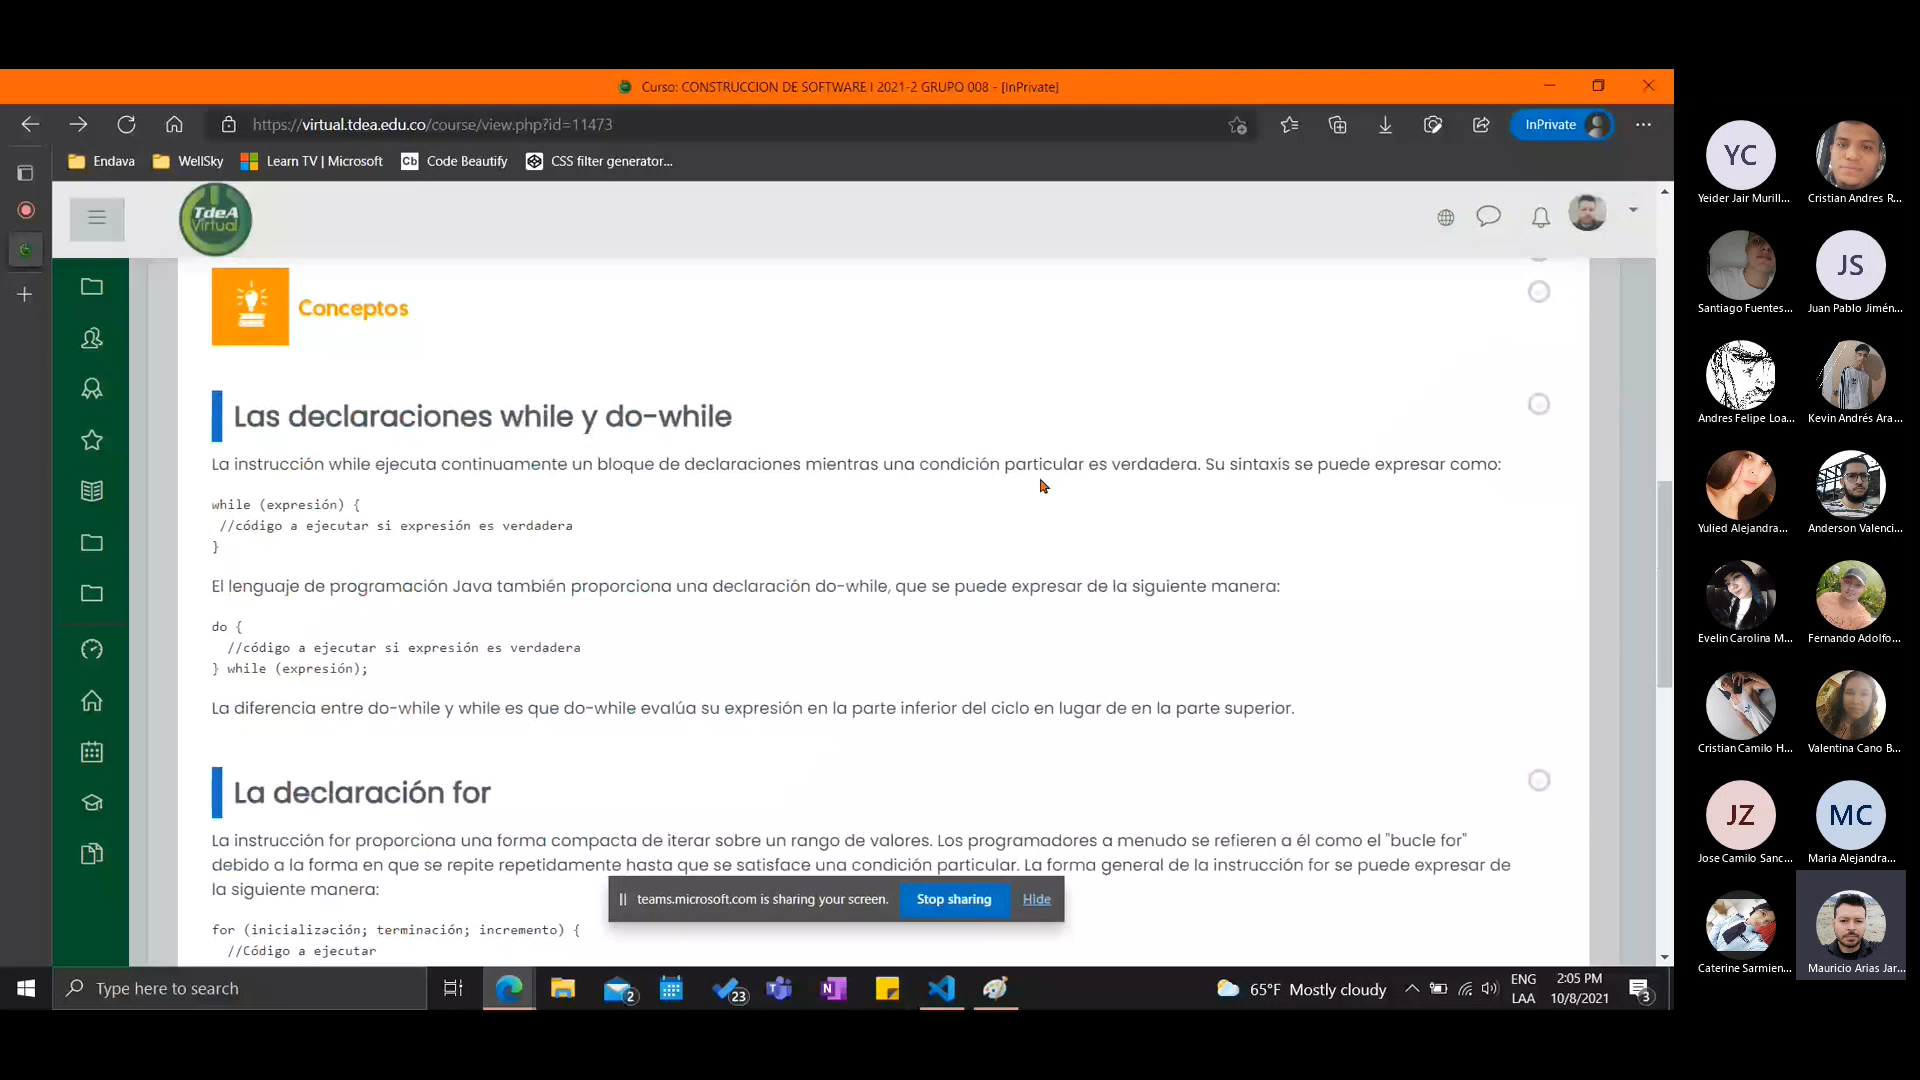 Curso: CONSTRUCCION DE SOFTWARE I 2021-2 GRUPO 008 - [InPrivate]
https://virtual.tdea.edu.co/course/view.php?id=11473
InPrivate
Endava
WellSky
Learn TV | Microsoft
Cb
Code Beautify
CSS filter generator...
TdeA
Virtual
Conceptos
Las declaraciones while y do-while
La instrucción while ejecuta continuamente un bloque de declaraciones mientras una condición particular es verdadera. Su sintaxis se puede expresar como:
while (expresión) {
//código a ejecutar si expresión es verdadera
}
El lenguaje de programación Java también proporciona una declaración do-while, que se puede expresar de la siguiente manera:
do {
//código a ejecutar si expresión es verdadera
} while (expresión);
La diferencia entre do-while y while es que do-while evalúa su expresión en la parte inferior del ciclo en lugar de en la parte superior.
La declaración for
La instrucción for proporciona una forma compacta de iterar sobre un rango de valores. Los programadores a menudo se refieren a él como el "bucle for"
debido a la forma en que se repite repetidamente hasta que se satisface una condición particular. La forma general de la instrucción for se puede expresar de
la siguiente manera:
for (inicialización; terminación; incremento) {
//Código a ejecutar
teams.microsoft.com is sharing your screen.
Stop sharing
Hide
Type here to search
2
23
65°F Mostly cloudy
ENG
LAA
2:05 PM
10/8/2021
3
YC
Yeider Jair Murill...
Cristian Andres R...
Santiago Fuentes...
JS
Juan Pablo Jimén...
Andres Felipe Loa...
Kevin Andrés Ara...
Yulied Alejandra...
Anderson Valenci...
Evelin Carolina M...
Fernando Adolfo...
Cristian Camilo H...
Valentina Cano B...
JZ
Jose Camilo Sanc...
MC
Maria Alejandra...
Caterine Sarmien...
Mauricio Arias Jar...